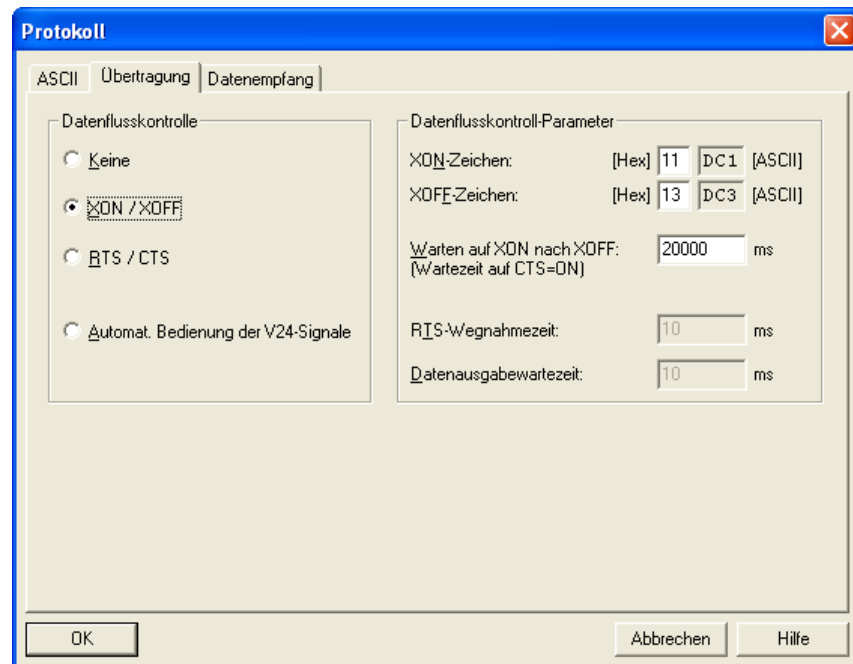 Protokoll
ASCII Übertragung Datenempfang
Datenflusskontrolle
Keine
XON / XOFF
RTS / CTS
Automat. Bedienung der V24-Signale
Datenflusskontroll-Parameter
XON-Zeichen: [Hex] 11 DC1 [ASCII]
XOFF-Zeichen: [Hex] 13 DC3 [ASCII]
Warten auf XON nach XOFF: 20000 ms
(Wartezeit auf CTS=ON)
RTS-Wegnahmezeit: 10 ms
Datenausgabewartezeit: 10 ms
OK Abbrechen Hilfe